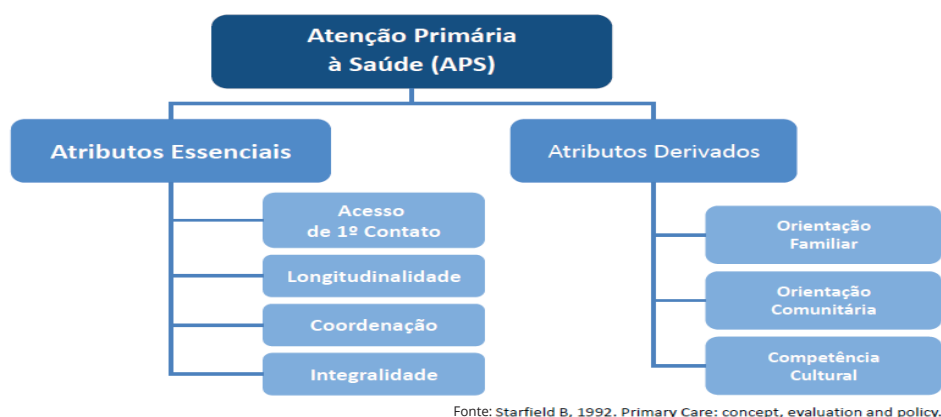 Atenção Primária
à Saúde (APS)
Atributos Essenciais
Acesso
de 1º Contato
Longitudinalidade
Coordenação
Integralidade
Atributos Derivados
Orientação
Familiar
Orientação
Comunitária
Competência
Cultural
Fonte: Starfield B, 1992. Primary Care: concept, evaluation and policy.